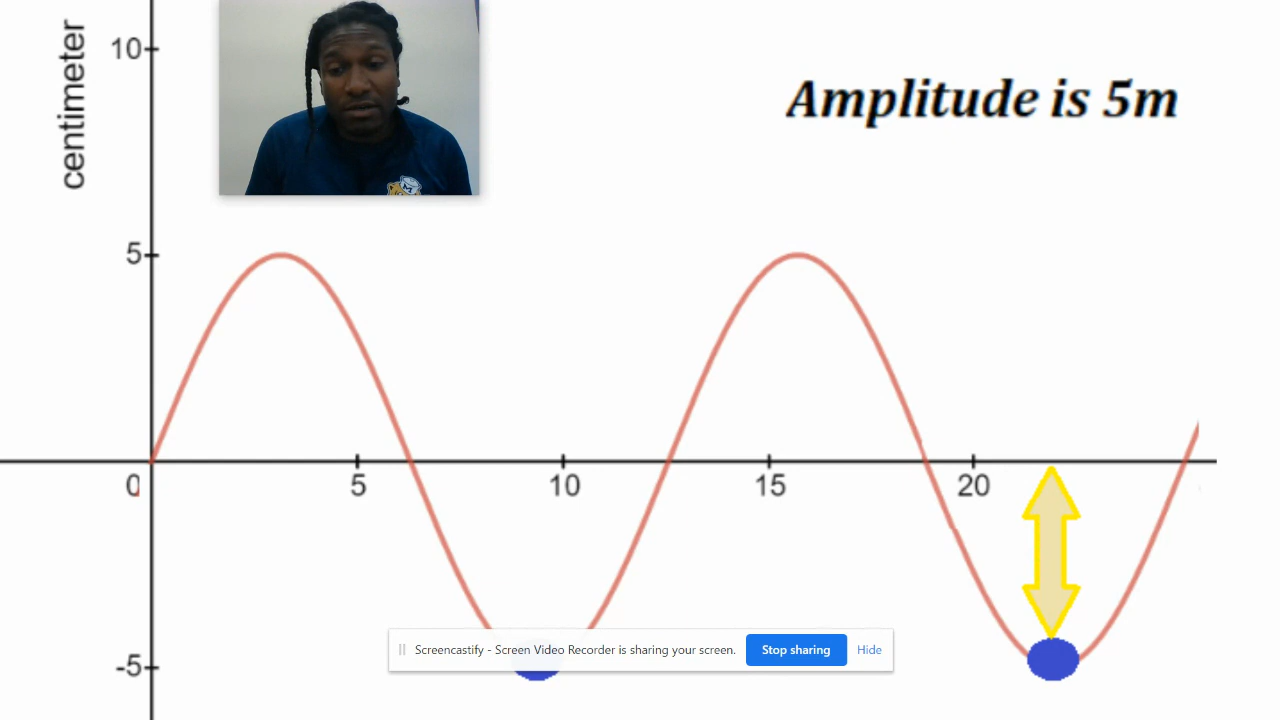 centimeter
10
Amplitude is 5m
5
0
5
10
15
20
Screencastify - Screen Video Recorder is sharing your screen.
Stop sharing
Hide
-5
M